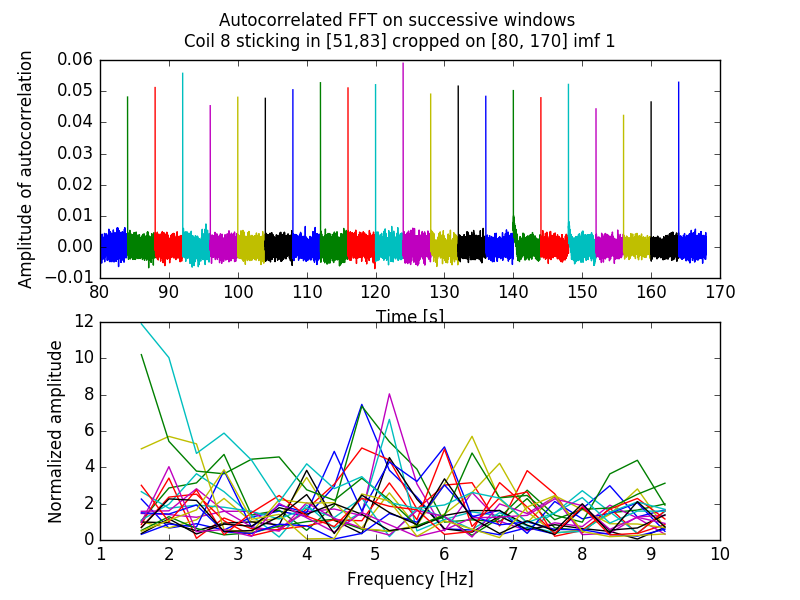 Autocorrelated FFT on successive windows
Coil 8 sticking in [51,83] cropped on [80, 170] imf 1
Amplitude of autocorrelation
0.06
0.05
0.04
0.03
0.02
0.01
0.00
−0.01
80 90 100 110 120 130 140 150 160 170
Time [s]
Normalized amplitude
12
10
8
6
4
2
0
1 2 3 4 5 6 7 8 9 10
Frequency [Hz]